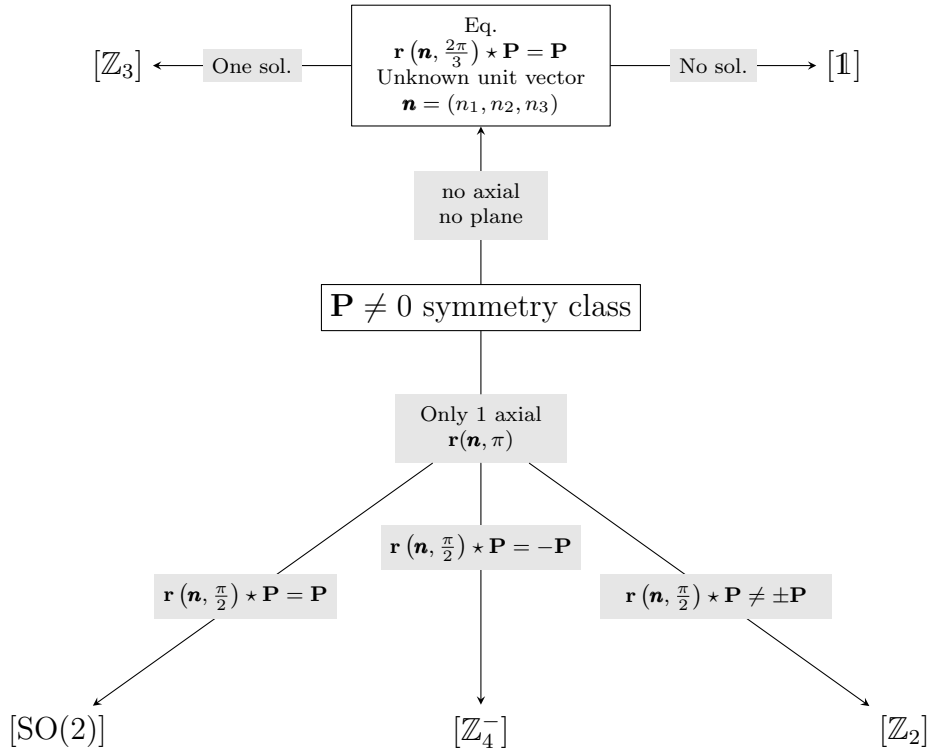 Eq.
r (n, 2π/3) ⋆ P = P
Unknown unit vector
n = (n₁, n₂, n₃)
[ℤ₃]
One sol.
No sol.
[𝟙]
no axial
no plane
P ≠ 0 symmetry class
Only 1 axial
r(n, π)
r (n, π/2) ⋆ P = −P
r (n, π/2) ⋆ P = P
r (n, π/2) ⋆ P ≠ ±P
[SO(2)]
[ℤ₄⁻]
[ℤ₂]